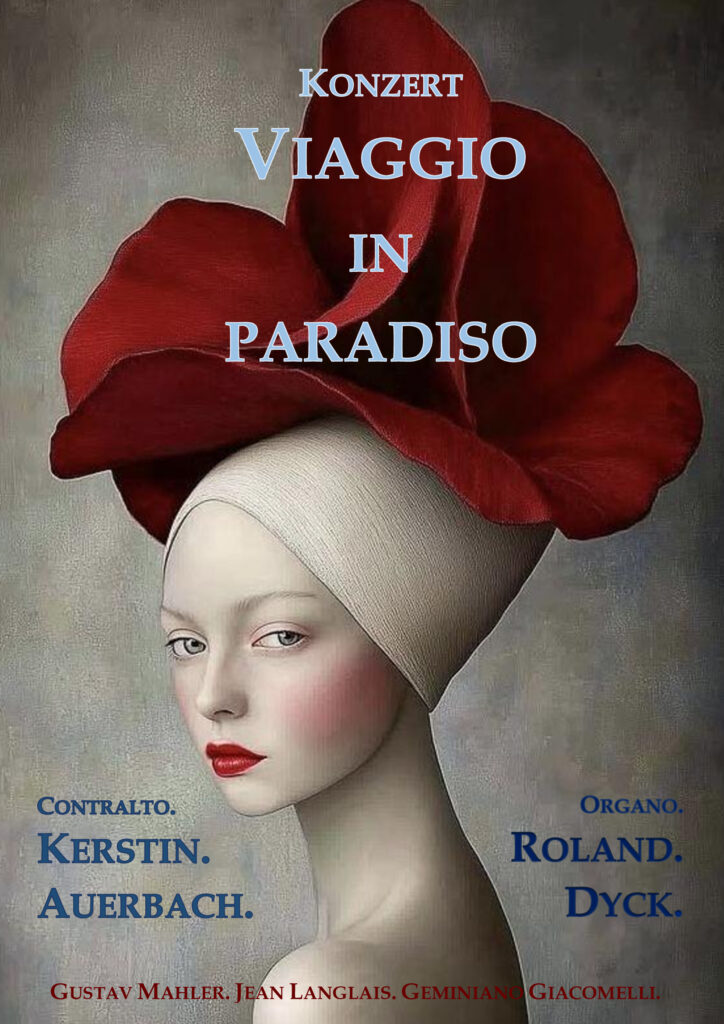 Konzert
Viaggio
in
paradiso
Contralto.
Kerstin.
Auerbach.
Organo.
Roland.
Dyck.
Gustav Mahler. Jean Langlais. Geminiano Giacomelli.